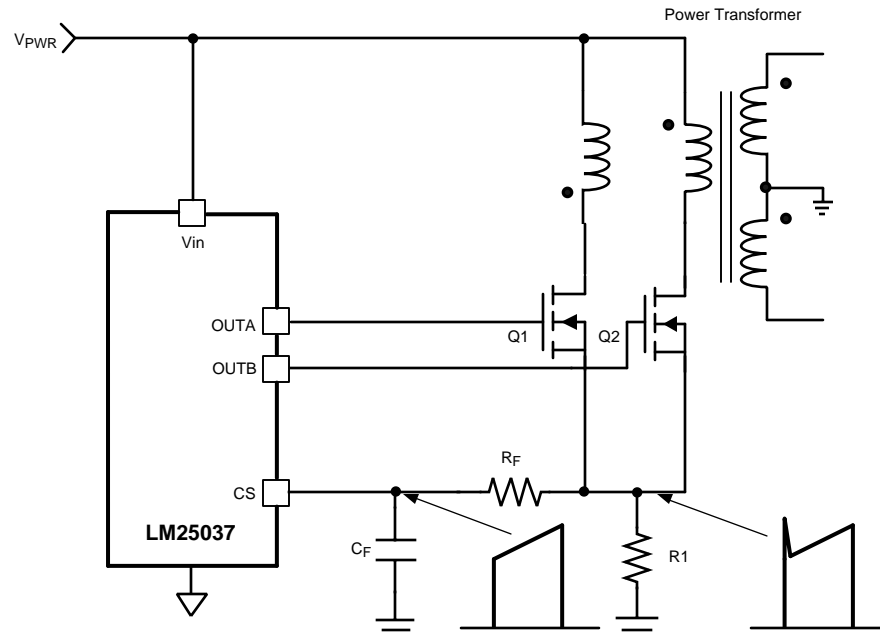 Power Transformer
VPWR
Vin
OUTA
Q1
Q2
OUTB
RF
CS
LM25037
CF
R1